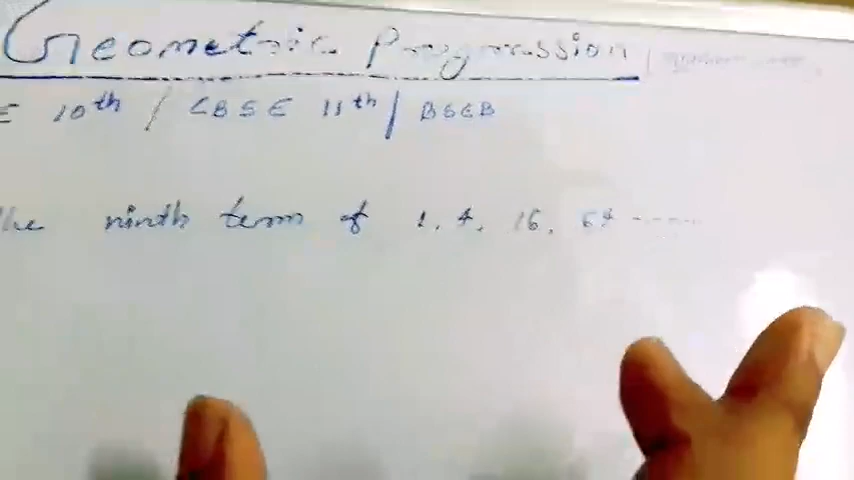 Geometric Progression |
E 10th / CBSE 11th / BSEB
the ninth term of 1, 4, 16, 64 ------